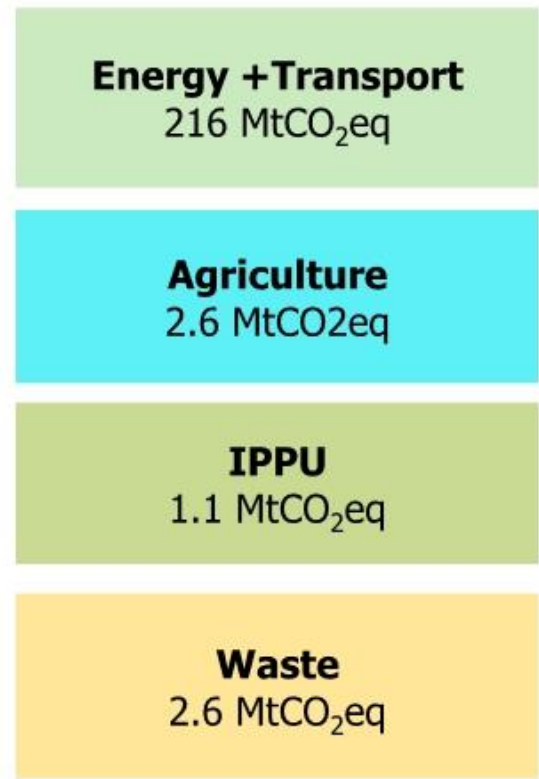 Energy +Transport
216 MtCO₂eq
Agriculture
2.6 MtCO2eq
IPPU
1.1 MtCO₂eq
Waste
2.6 MtCO₂eq